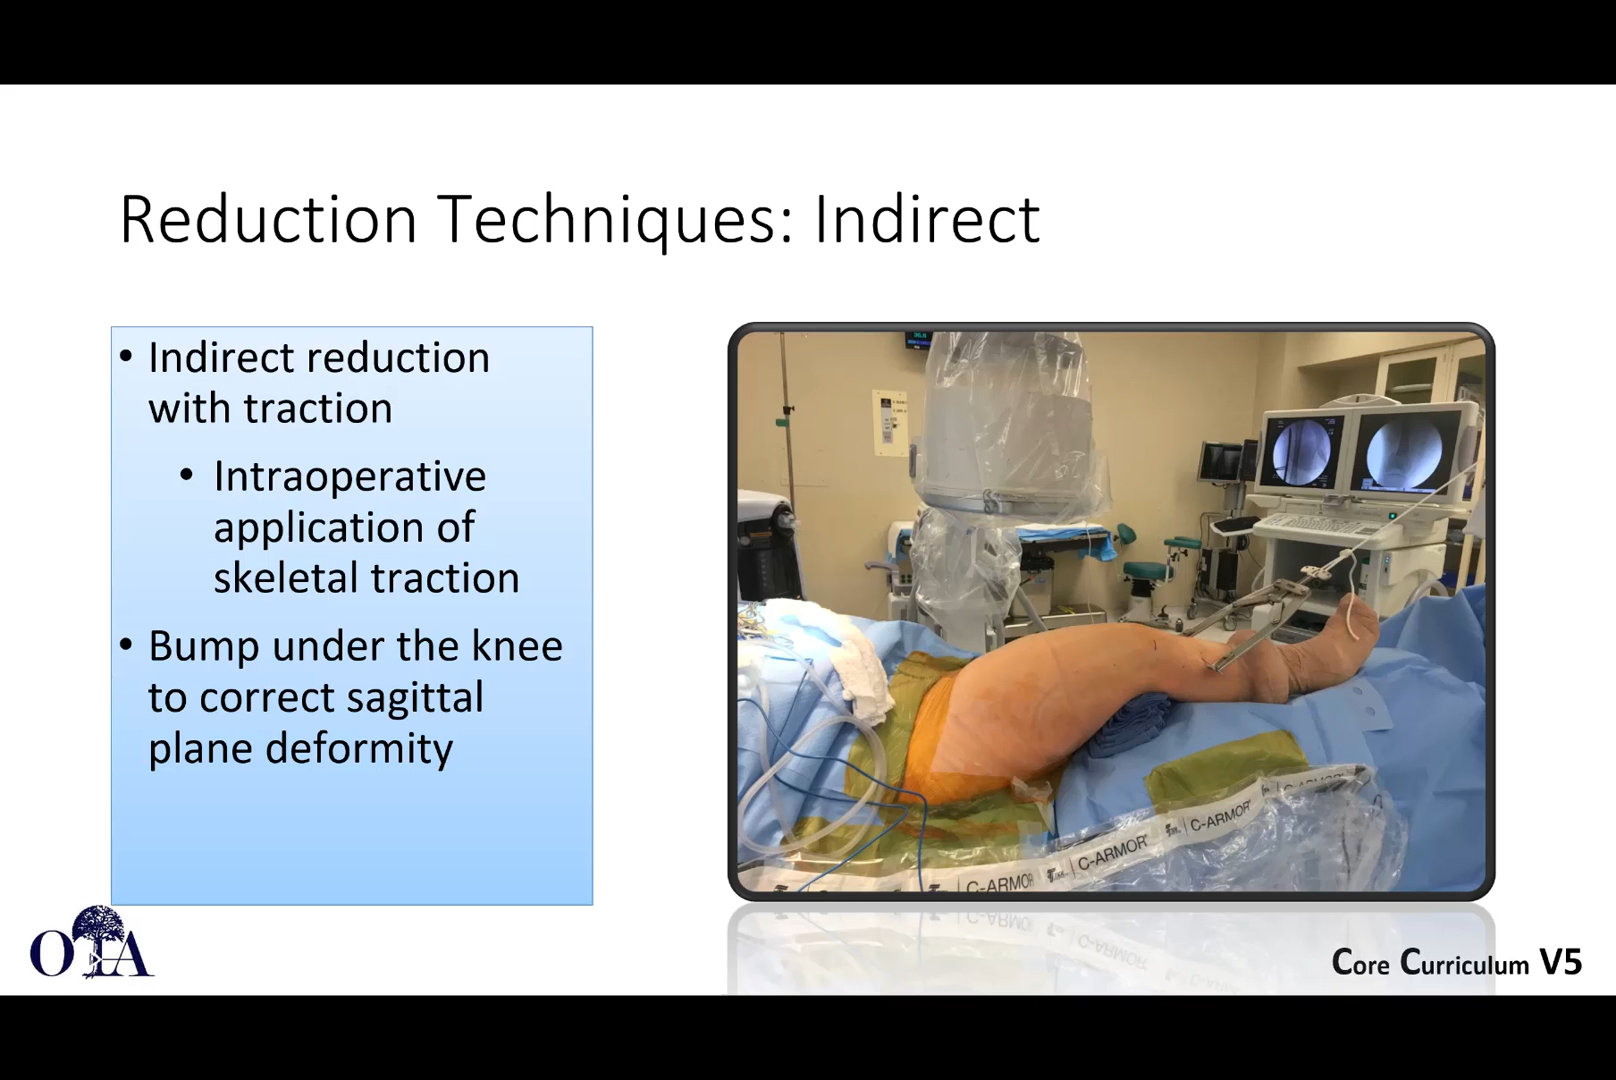 Reduction Techniques: Indirect
• Indirect reduction
with traction
• Intraoperative
application of
skeletal traction
• Bump under the knee
to correct sagittal
plane deformity
C-ARMOR
C-ARMOR
C-ARMOR
C-ARMOR
OTA
Core Curriculum V5